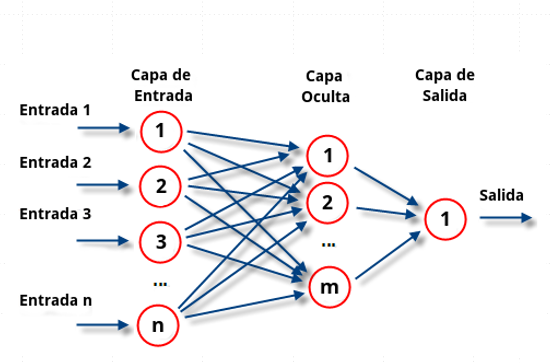 Capa de
Entrada
Capa
Oculta
Capa de
Salida
Entrada 1
1
Entrada 2
2
Entrada 3
3
...
Entrada n
n
1
2
...
m
1
Salida